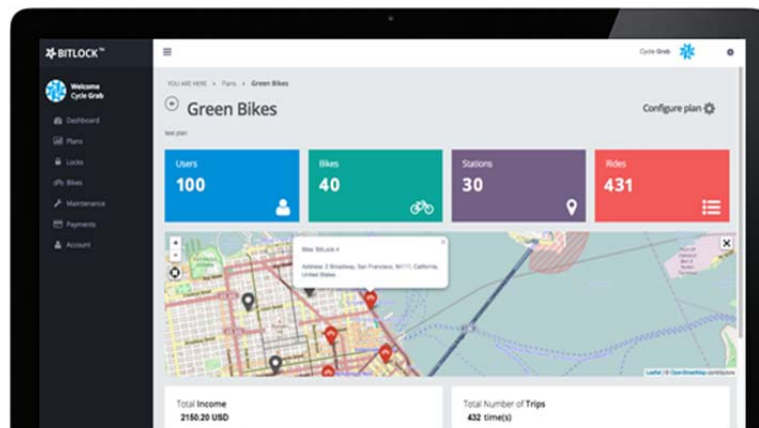 BITLOCK™
Cycle Grab
Welcome
Cycle Grab
Dashboard
Plans
Locks
Bikes
Maintenance
Payments
Account
YOU ARE HERE > Plans > Green Bikes
Green Bikes
Configure plan
test plan
Users
100
Bikes
40
Stations
30
Rides
431
+
-
Bike: BitLock 4
×
Address: 2 Broadway, San Francisco, 94111, California,
United States
Leaflet | © OpenStreetMap contributors
Total Income
2150.20 USD
Total Number of Trips
432 time(s)